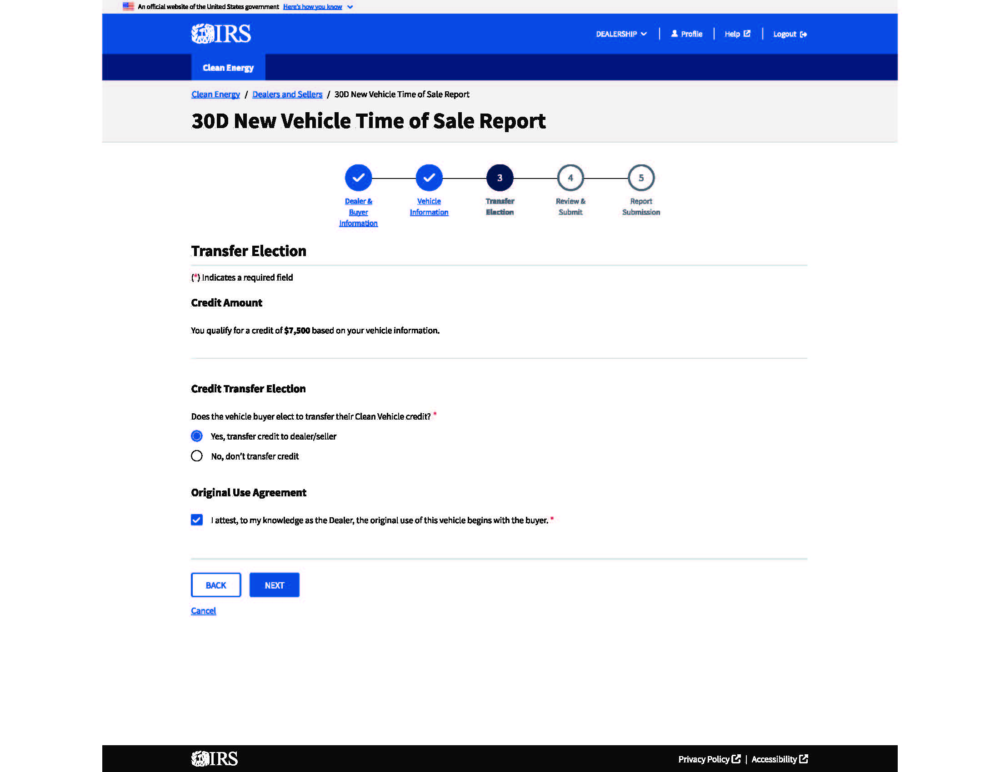 An official website of the United States government Here's how you know
IRS
DEALERSHIP Profile Help Logout
Clean Energy
Clean Energy / Dealers and Sellers / 30D New Vehicle Time of Sale Report
30D New Vehicle Time of Sale Report
3 4 5
Dealer & Buyer Information
Vehicle Information
Transfer Election
Review & Submit
Report Submission
Transfer Election
(*) Indicates a required field
Credit Amount
You qualify for a credit of $7,500 based on your vehicle information.
Credit Transfer Election
Does the vehicle buyer elect to transfer their Clean Vehicle credit? *
Yes, transfer credit to dealer/seller
No, don't transfer credit
Original Use Agreement
I attest, to my knowledge as the Dealer, the original use of this vehicle begins with the buyer. *
BACK NEXT
Cancel
IRS
Privacy Policy | Accessibility